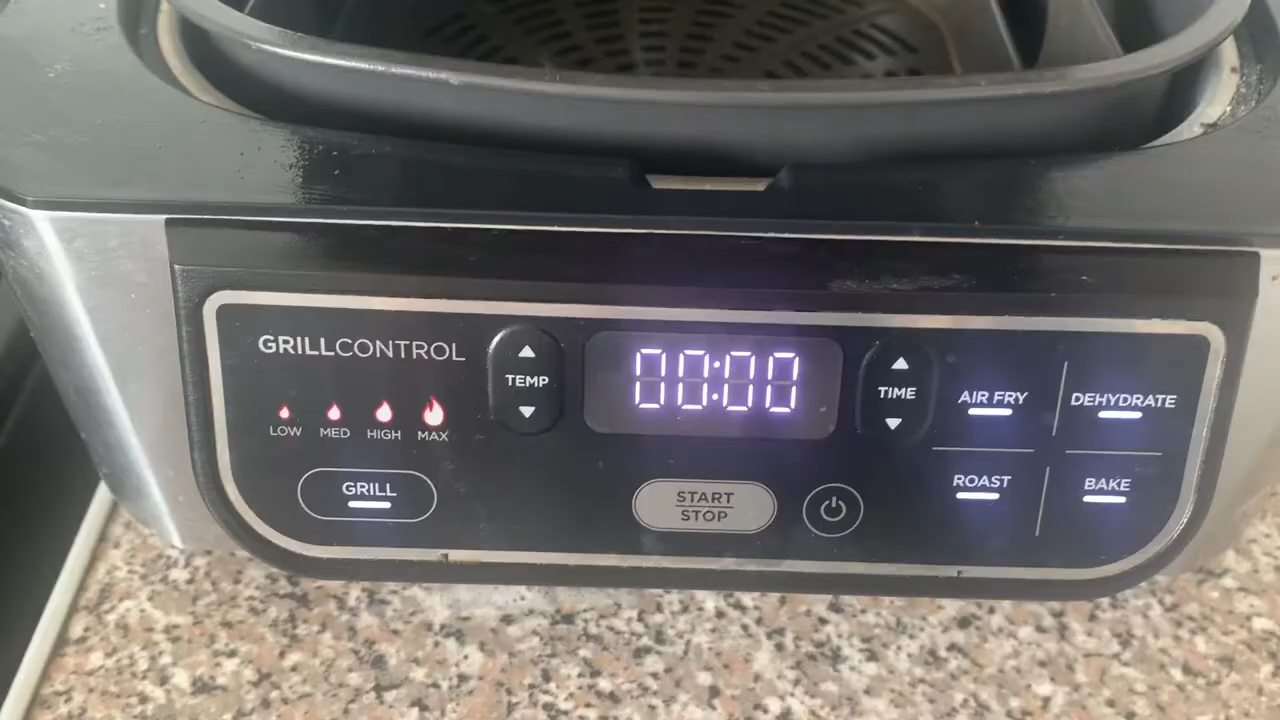 GRILLCONTROL
LOW MED HIGH MAX
GRILL
TEMP
00:00
START
STOP
TIME
AIR FRY
DEHYDRATE
ROAST
BAKE